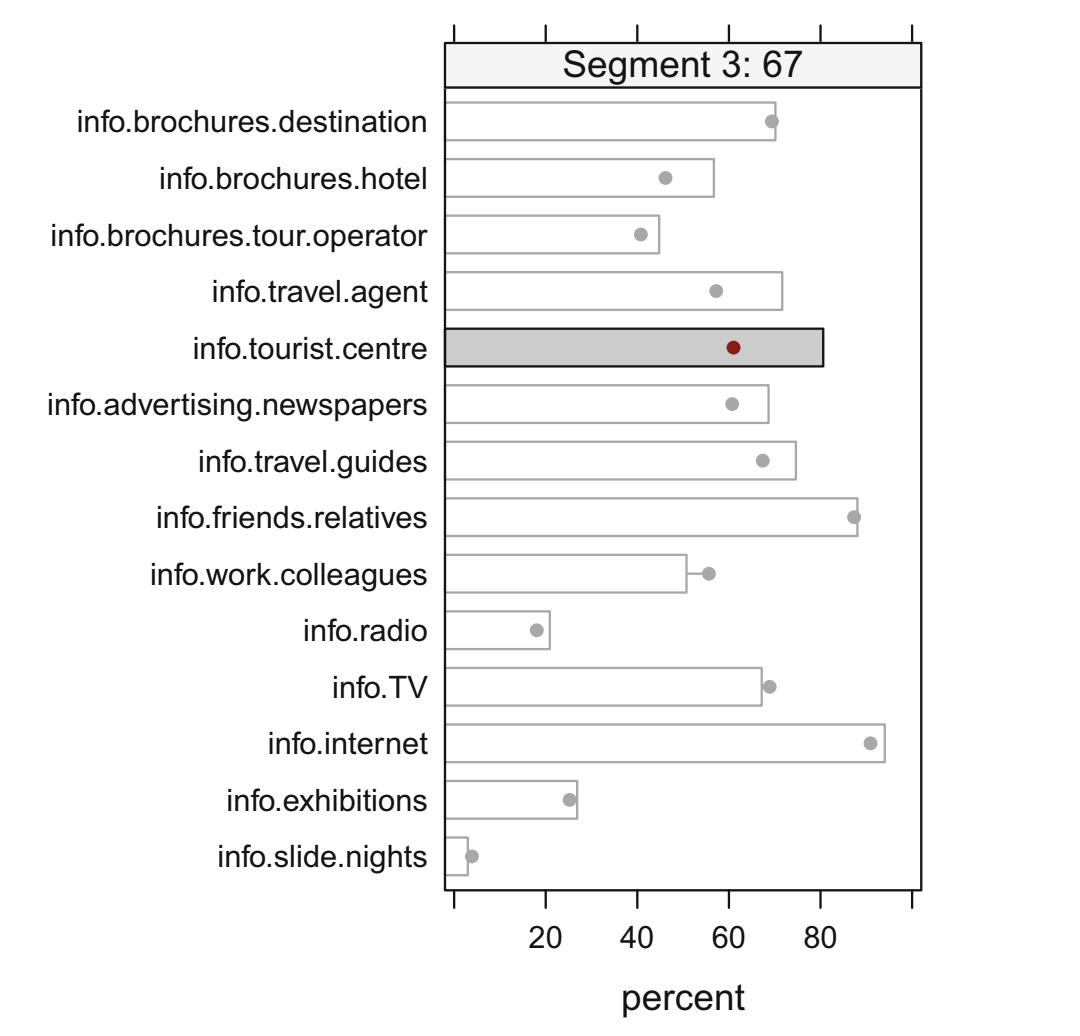 Segment 3: 67
info.brochures.destination
info.brochures.hotel
info.brochures.tour.operator
info.travel.agent
info.tourist.centre
info.advertising.newspapers
info.travel.guides
info.friends.relatives
info.work.colleagues
info.radio
info.TV
info.internet
info.exhibitions
info.slide.nights
20 40 60 80
percent